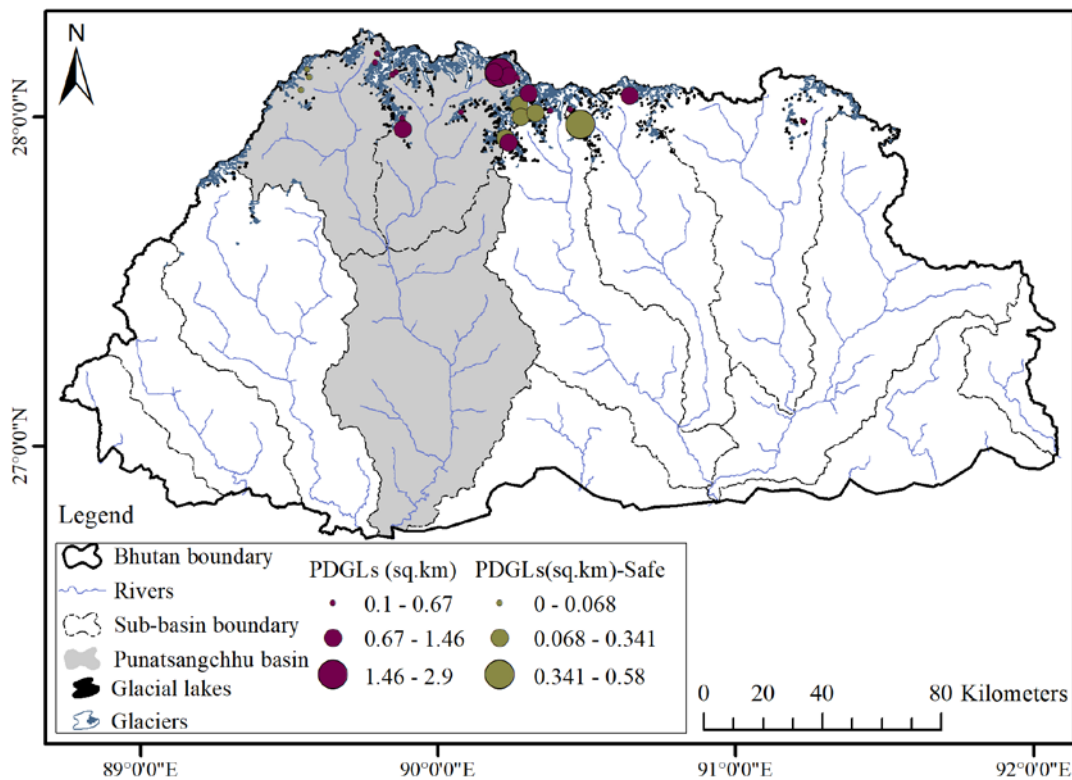 N
28°0'0"N
27°0'0"N
Legend
Bhutan boundary
Rivers
Sub-basin boundary
Punatsangchhu basin
Glacial lakes
Glaciers
PDGLs (sq.km)
0.1 - 0.67
0.67 - 1.46
1.46 - 2.9
PDGLs(sq.km)-Safe
0 - 0.068
0.068 - 0.341
0.341 - 0.58
0 20 40 80 Kilometers
89°0'0"E 90°0'0"E 91°0'0"E 92°0'0"E